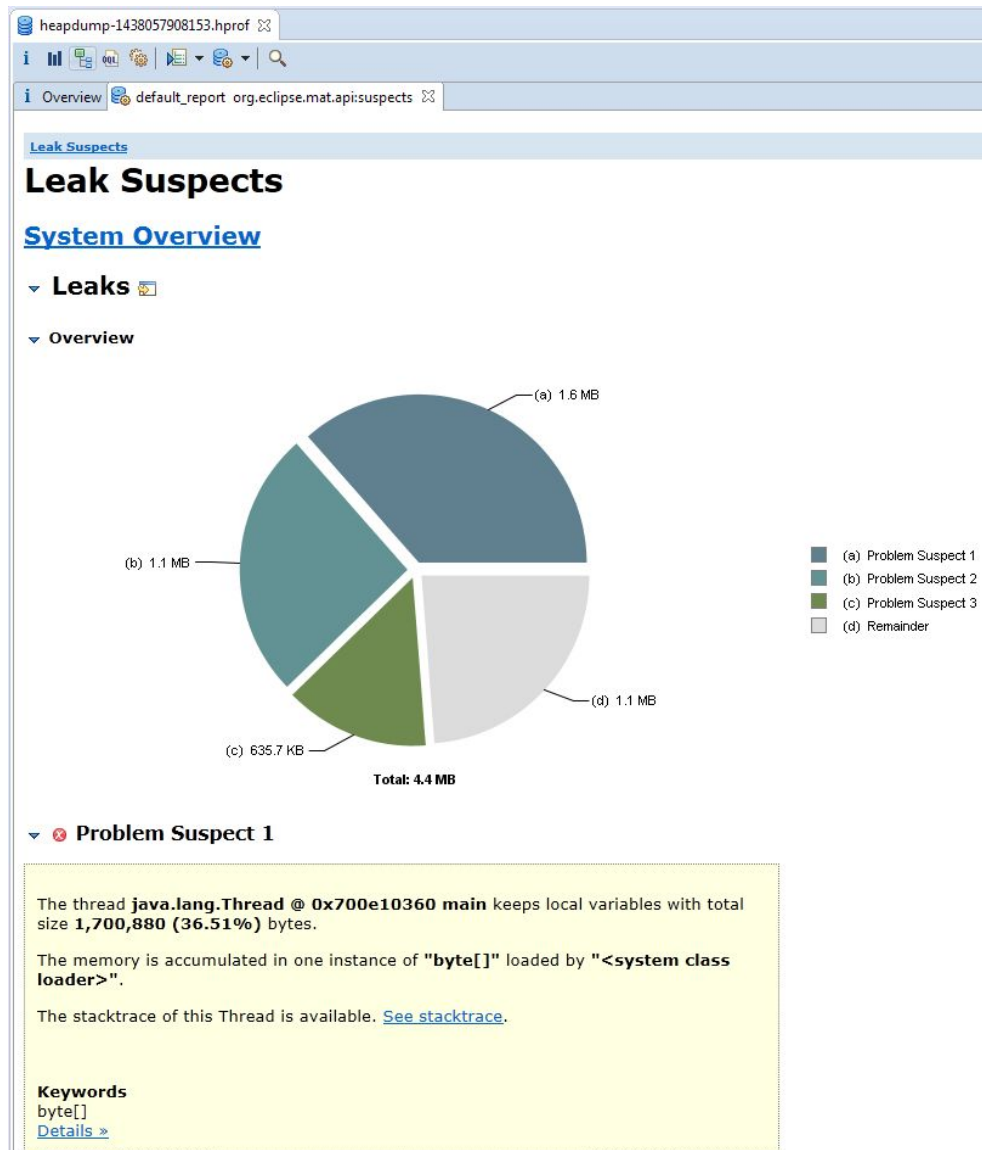 heapdump-1438057908153.hprof
i Overview default_report org.eclipse.mat.api:suspects
Leak Suspects
Leak Suspects
System Overview
Leaks
Overview
(a) 1.6 MB
(b) 1.1 MB
(a) Problem Suspect 1
(b) Problem Suspect 2
(c) Problem Suspect 3
(d) Remainder
(d) 1.1 MB
(c) 635.7 KB
Total: 4.4 MB
Problem Suspect 1
The thread java.lang.Thread @ 0x700e10360 main keeps local variables with total
size 1,700,880 (36.51%) bytes.
The memory is accumulated in one instance of "byte[]" loaded by "<system class
loader>".
The stacktrace of this Thread is available. See stacktrace.
Keywords
byte[]
Details »